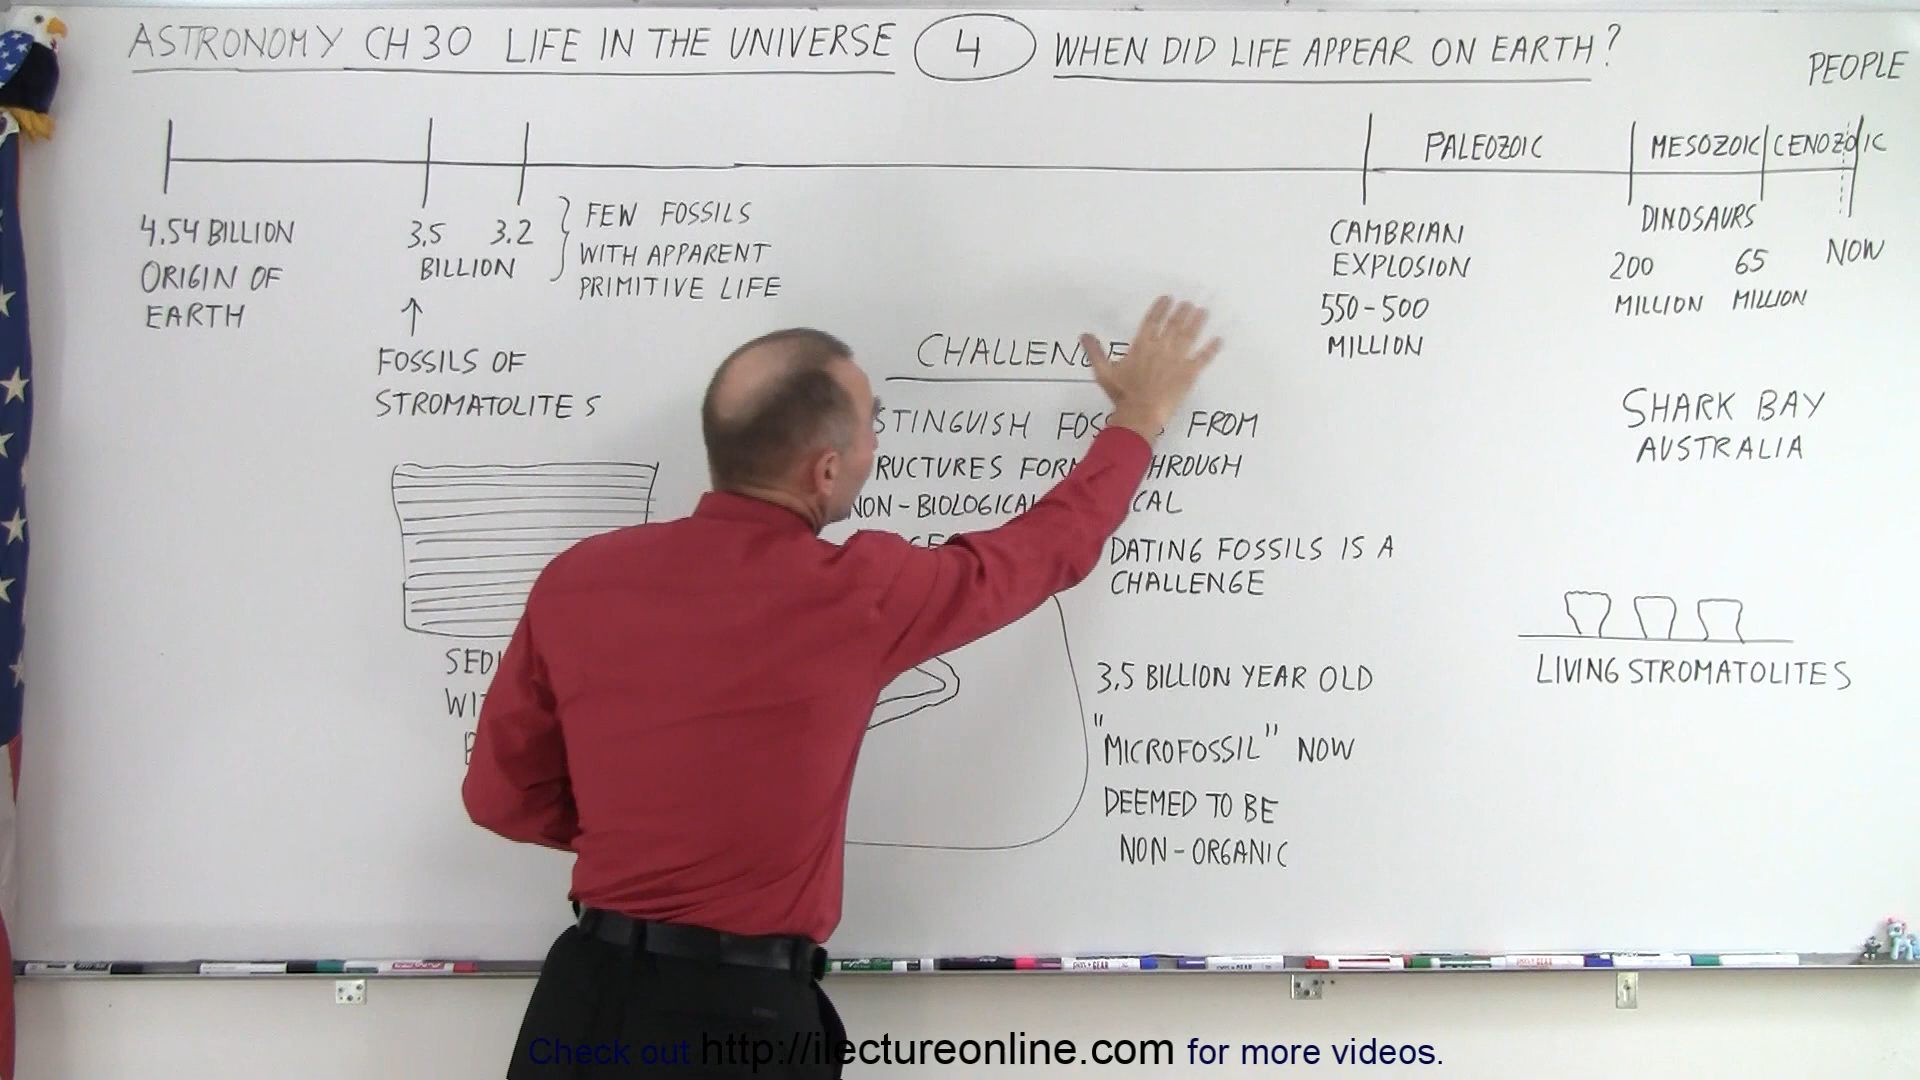 ASTRONOMY CH 30 LIFE IN THE UNIVERSE 4 WHEN DID LIFE APPEAR ON EARTH?
PEOPLE
PALEOZOIC MESOZOIC CENOZOIC
4.54 BILLION
ORIGIN OF
EARTH
3.5 3.2
BILLION
FEW FOSSILS
WITH APPARENT
PRIMITIVE LIFE
CAMBRIAN
EXPLOSION
550-500
MILLION
DINOSAURS
200 65
MILLION MILLION
NOW
FOSSILS OF
STROMATOLITES
FROM
NON-BIOLOGICAL
DATING FOSSILS IS A
CHALLENGE
3.5 BILLION YEAR OLD
"MICROFOSSIL" NOW
DEEMED TO BE
NON-ORGANIC
SHARK BAY
AUSTRALIA
LIVING STROMATOLITES
Check out http://ilectureonline.com for more videos.